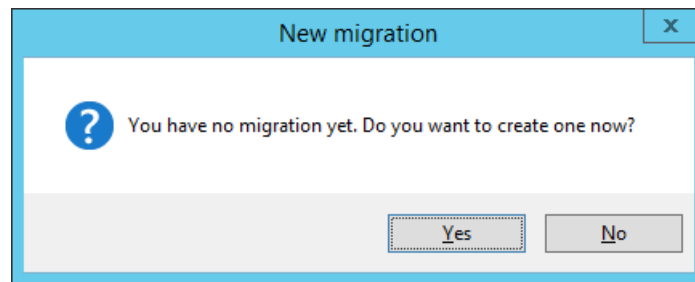 New migration
x
You have no migration yet. Do you want to create one now?
Yes
No